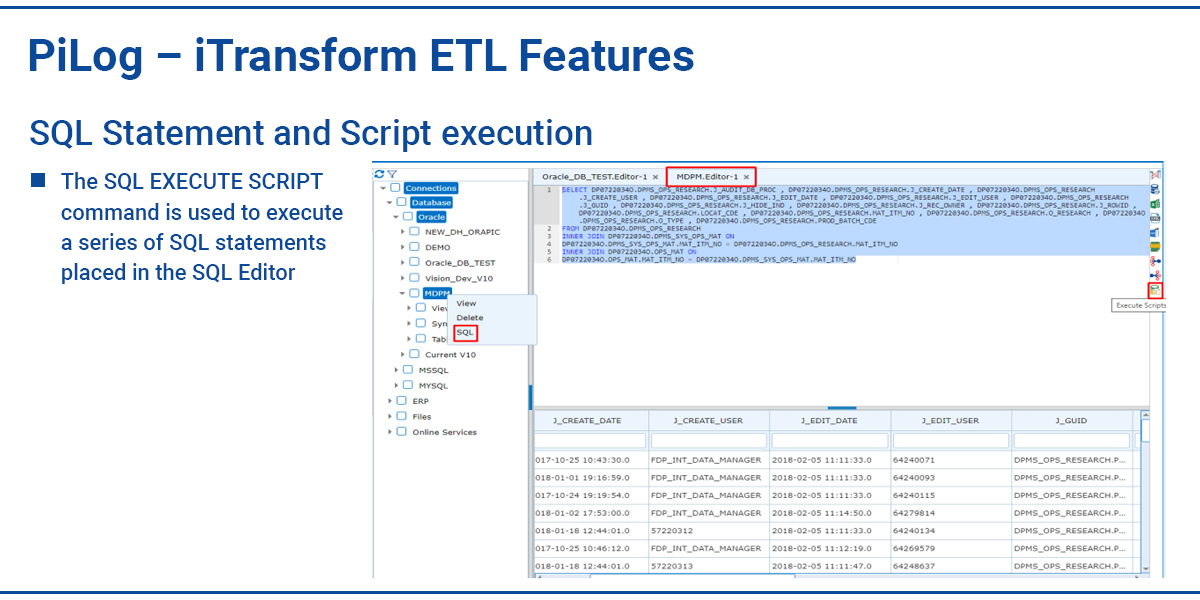 PiLog – iTransform ETL Features
SQL Statement and Script execution
The SQL EXECUTE SCRIPT
command is used to execute
a series of SQL statements
placed in the SQL Editor
Connections
Database
Oracle
NEW_DH_ORAPIC
DEMO
Oracle_DB_TEST
Vision_Dev_V10
MDPM
View
Delete
SQL
Vie
Syn
Tab
Current V10
MSSQL
MYSQL
ERP
Files
Online Services
Oracle_DB_TEST.Editor-1 × MDPM.Editor-1 ×
1 SELECT DP07220340.DPMS_OPS_RESEARCH.J_AUDIT_DB_PROC , DP07220340.DPMS_OPS_RESEARCH.J_CREATE_DATE , DP07220340.DPMS_OPS_RESEARCH
.J_CREATE_USER , DP07220340.DPMS_OPS_RESEARCH.J_EDIT_DATE , DP07220340.DPMS_OPS_RESEARCH.J_EDIT_USER , DP07220340.DPMS_OPS_RESEARCH
.J_GUID , DP07220340.DPMS_OPS_RESEARCH.J_HIDE_IND , DP07220340.DPMS_OPS_RESEARCH.J_REC_OWNER , DP07220340.DPMS_OPS_RESEARCH.J_ROWID ,
DP07220340.DPMS_OPS_RESEARCH.LOCAT_CDE , DP07220340.DPMS_OPS_RESEARCH.MAT_ITM_NO , DP07220340.DPMS_OPS_RESEARCH.O_RESEARCH , DP07220340
.DPMS_OPS_RESEARCH.O_TYPE , DP07220340.DPMS_OPS_RESEARCH.PROD_BATCH_CDE
2 FROM DP07220340.DPMS_OPS_RESEARCH
3 INNER JOIN DP07220340.DPMS_SYS_OPS_MAT ON
4 DP07220340.DPMS_SYS_OPS_MAT.MAT_ITM_NO = DP07220340.DPMS_OPS_RESEARCH.MAT_ITM_NO
5 INNER JOIN DP07220340.OPS_MAT ON
6 DP07220340.OPS_MAT.MAT_ITM_NO = DP07220340.DPMS_SYS_OPS_MAT.MAT_ITM_NO
Execute Scripts
J_CREATE_DATE J_CREATE_USER J_EDIT_DATE J_EDIT_USER J_GUID
017-10-25 10:43:30.0 FDP_INT_DATA_MANAGER 2018-02-05 11:11:33.0 64240071 DPMS_OPS_RESEARCH.P...
018-01-01 19:16:59.0 FDP_INT_DATA_MANAGER 2018-02-05 11:11:33.0 64240093 DPMS_OPS_RESEARCH.P...
017-10-24 19:19:54.0 FDP_INT_DATA_MANAGER 2018-02-05 11:11:33.0 64240115 DPMS_OPS_RESEARCH.P...
018-01-02 17:53:00.0 FDP_INT_DATA_MANAGER 2018-02-05 11:14:50.0 64279814 DPMS_OPS_RESEARCH.P...
018-01-18 12:44:01.0 57220312 2018-02-05 11:11:33.0 64240134 DPMS_OPS_RESEARCH.P...
017-10-25 10:46:12.0 FDP_INT_DATA_MANAGER 2018-02-05 11:12:19.0 64269579 DPMS_OPS_RESEARCH.P...
018-01-18 12:44:01.0 57220313 2018-02-05 11:11:47.0 64248637 DPMS_OPS_RESEARCH.P...